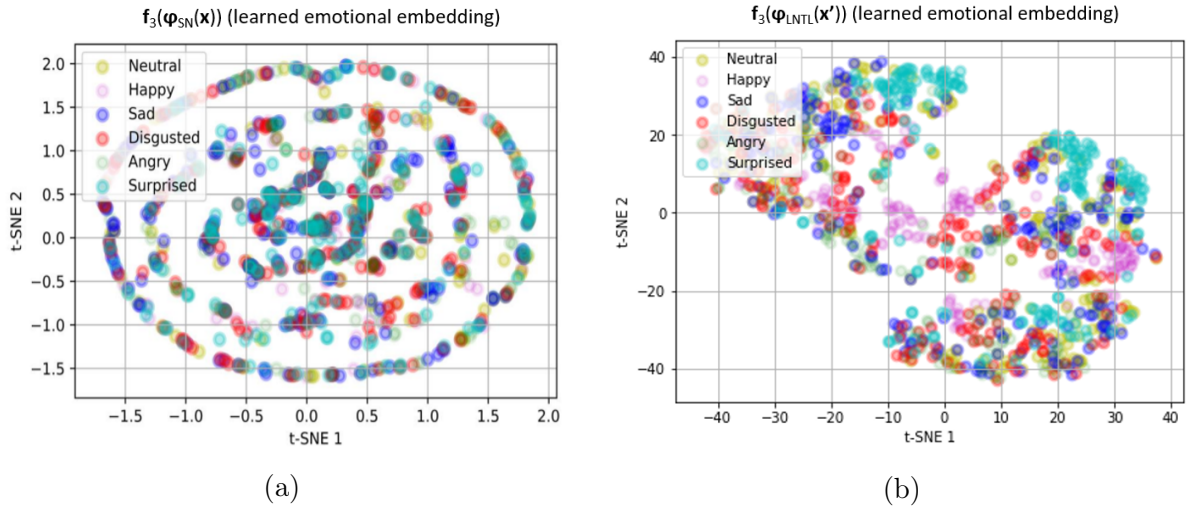 f₃(φSN(x)) (learned emotional embedding)
2.0
1.5
1.0
0.5
0.0
−0.5
−1.0
−1.5
t-SNE 2
Neutral
Happy
Sad
Disgusted
Angry
Surprised
−1.5 −1.0 −0.5 0.0 0.5 1.0 1.5 2.0
t-SNE 1
(a)
f₃(φLNTL(x’)) (learned emotional embedding)
40
20
0
−20
−40
t-SNE 2
Neutral
Happy
Sad
Disgusted
Angry
Surprised
−40 −30 −20 −10 0 10 20 30 40
t-SNE 1
(b)